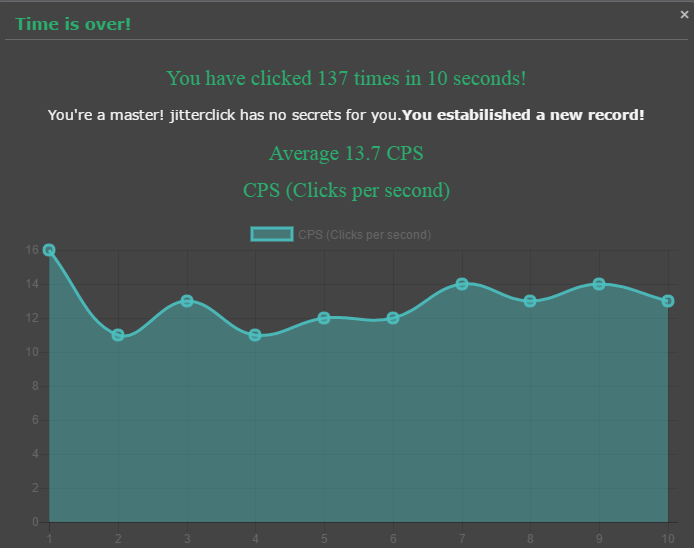 ×
Time is over!
You have clicked 137 times in 10 seconds!
You're a master! jitterclick has no secrets for you.You estabilished a new record!
Average 13.7 CPS
CPS (Clicks per second)
CPS (Clicks per second)
16
14
12
10
8
6
4
2
0
1 2 3 4 5 6 7 8 9 10